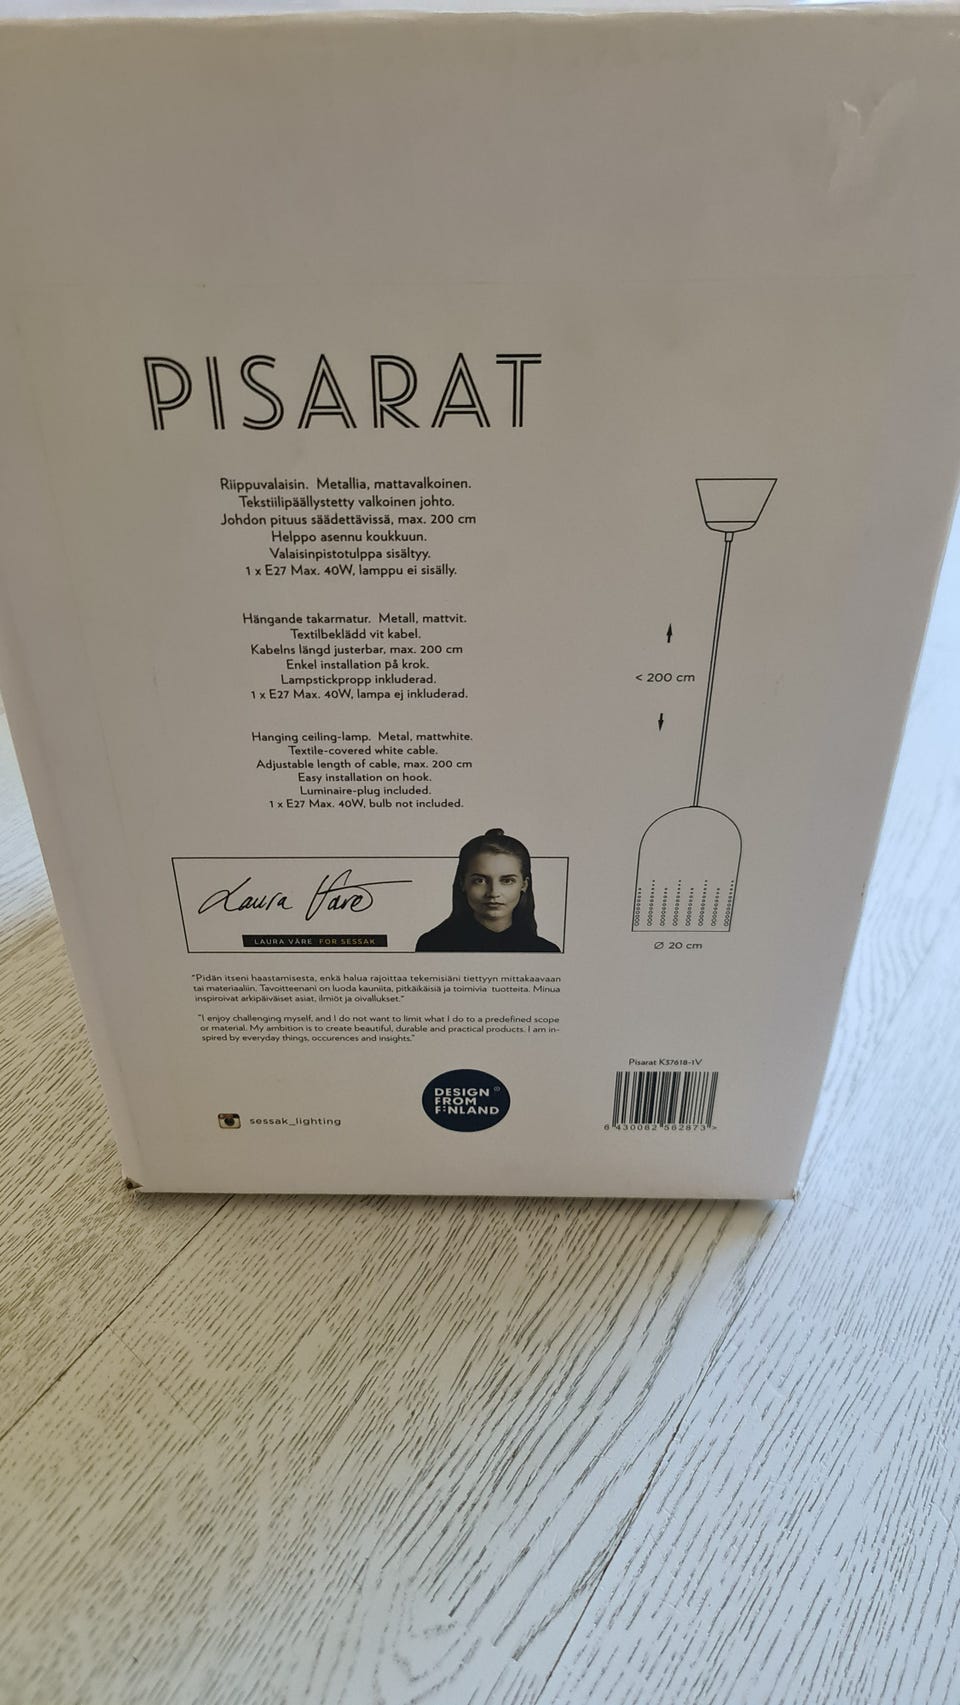 PISARAT
Riippuvalaisin. Metallia, mattavalkoinen.
Tekstiilipäällystetty valkoinen johto.
Johdon pituus säädettävissä, max. 200 cm
Helppo asennu koukkuun.
Valaisinpistotulppa sisältyy.
1 x E27 Max. 40W, lamppu ei sisälly.
Hängande takarmatur. Metall, mattvit.
Textilbeklädd vit kabel.
Kabelns längd justerbar, max. 200 cm
Enkel installation på krok.
Lampstickpropp inkluderad.
1 x E27 Max. 40W, lampa ej inkluderad.
Hanging ceiling-lamp. Metal, mattwhite.
Textile-covered white cable.
Adjustable length of cable, max. 200 cm
Easy installation on hook.
Luminaire-plug included.
1 x E27 Max. 40W, bulb not included.
< 200 cm
Ø 20 cm
Laura Väre
LAURA VÄRE FOR SESSAK
"Pidän itseni haastamisesta, enkä halua rajoittaa tekemisiäni tiettyyn mittakaavaan
tai materiaaliin. Tavoitteenani on luoda kauniita, pitkäikäisiä ja toimivia tuotteita. Minua
inspiroivat arkipäiväiset asiat, ilmiöt ja oivallukset."
"I enjoy challenging myself, and I do not want to limit what I do to a predefined scope
or material. My ambition is to create beautiful, durable and practical products. I am in-
spired by everyday things, occurences and insights."
sessak_lighting
DESIGN ®
FROM
FINLAND
Pisarat K37618-1V
6 430082 562873 >